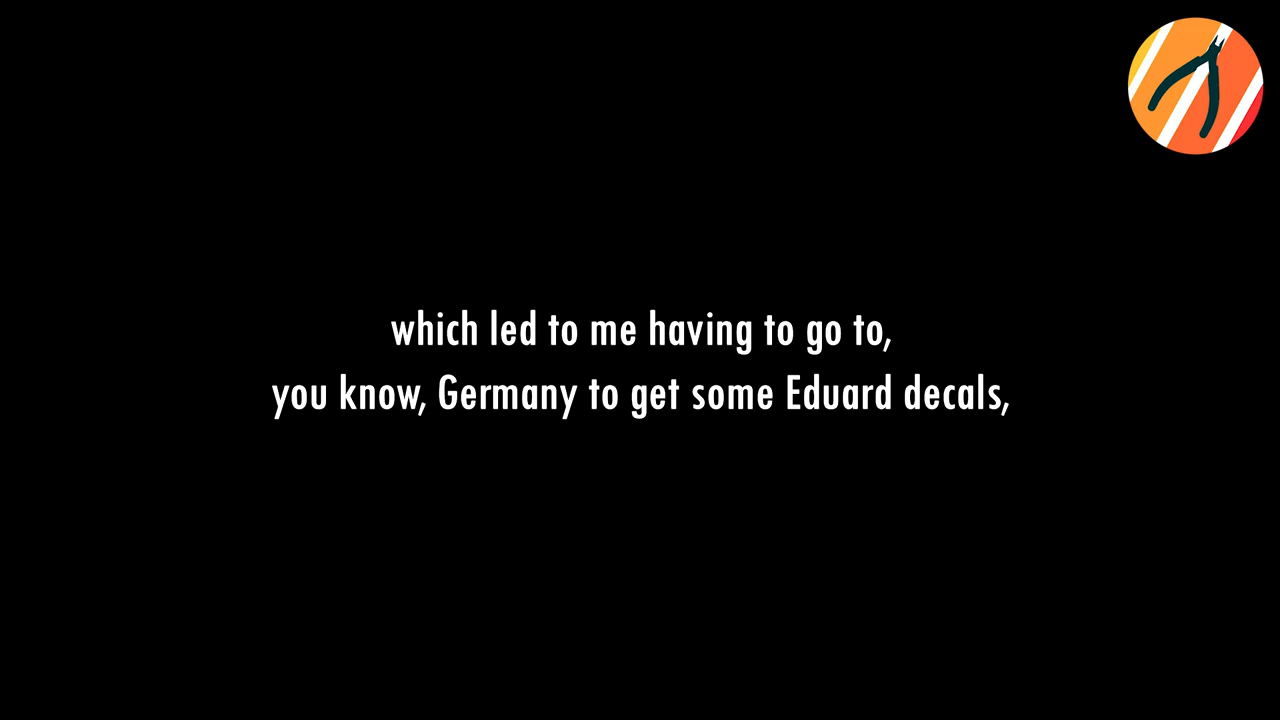 which led to me having to go to,
you know, Germany to get some Eduard decals,